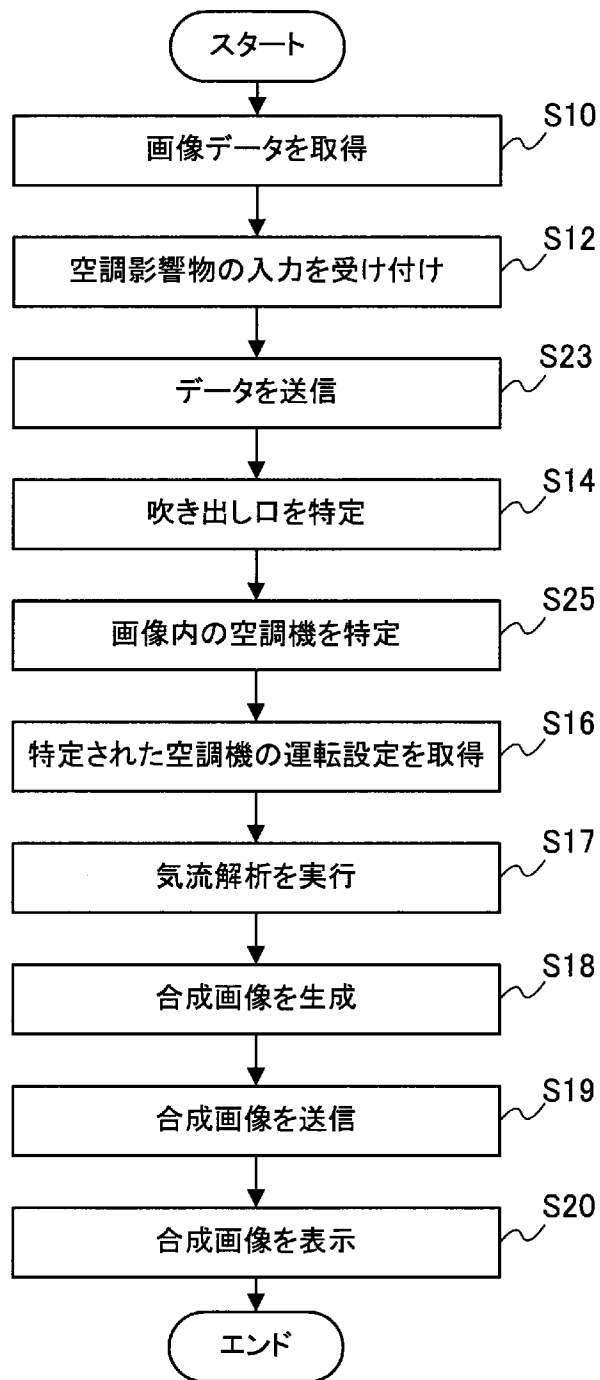 スタート
S10
画像データを取得
S12
空調影響物の入力を受け付け
S23
データを送信
S14
吹き出し口を特定
S25
画像内の空調機を特定
S16
特定された空調機の運転設定を取得
S17
気流解析を実行
S18
合成画像を生成
S19
合成画像を送信
S20
合成画像を表示
エンド